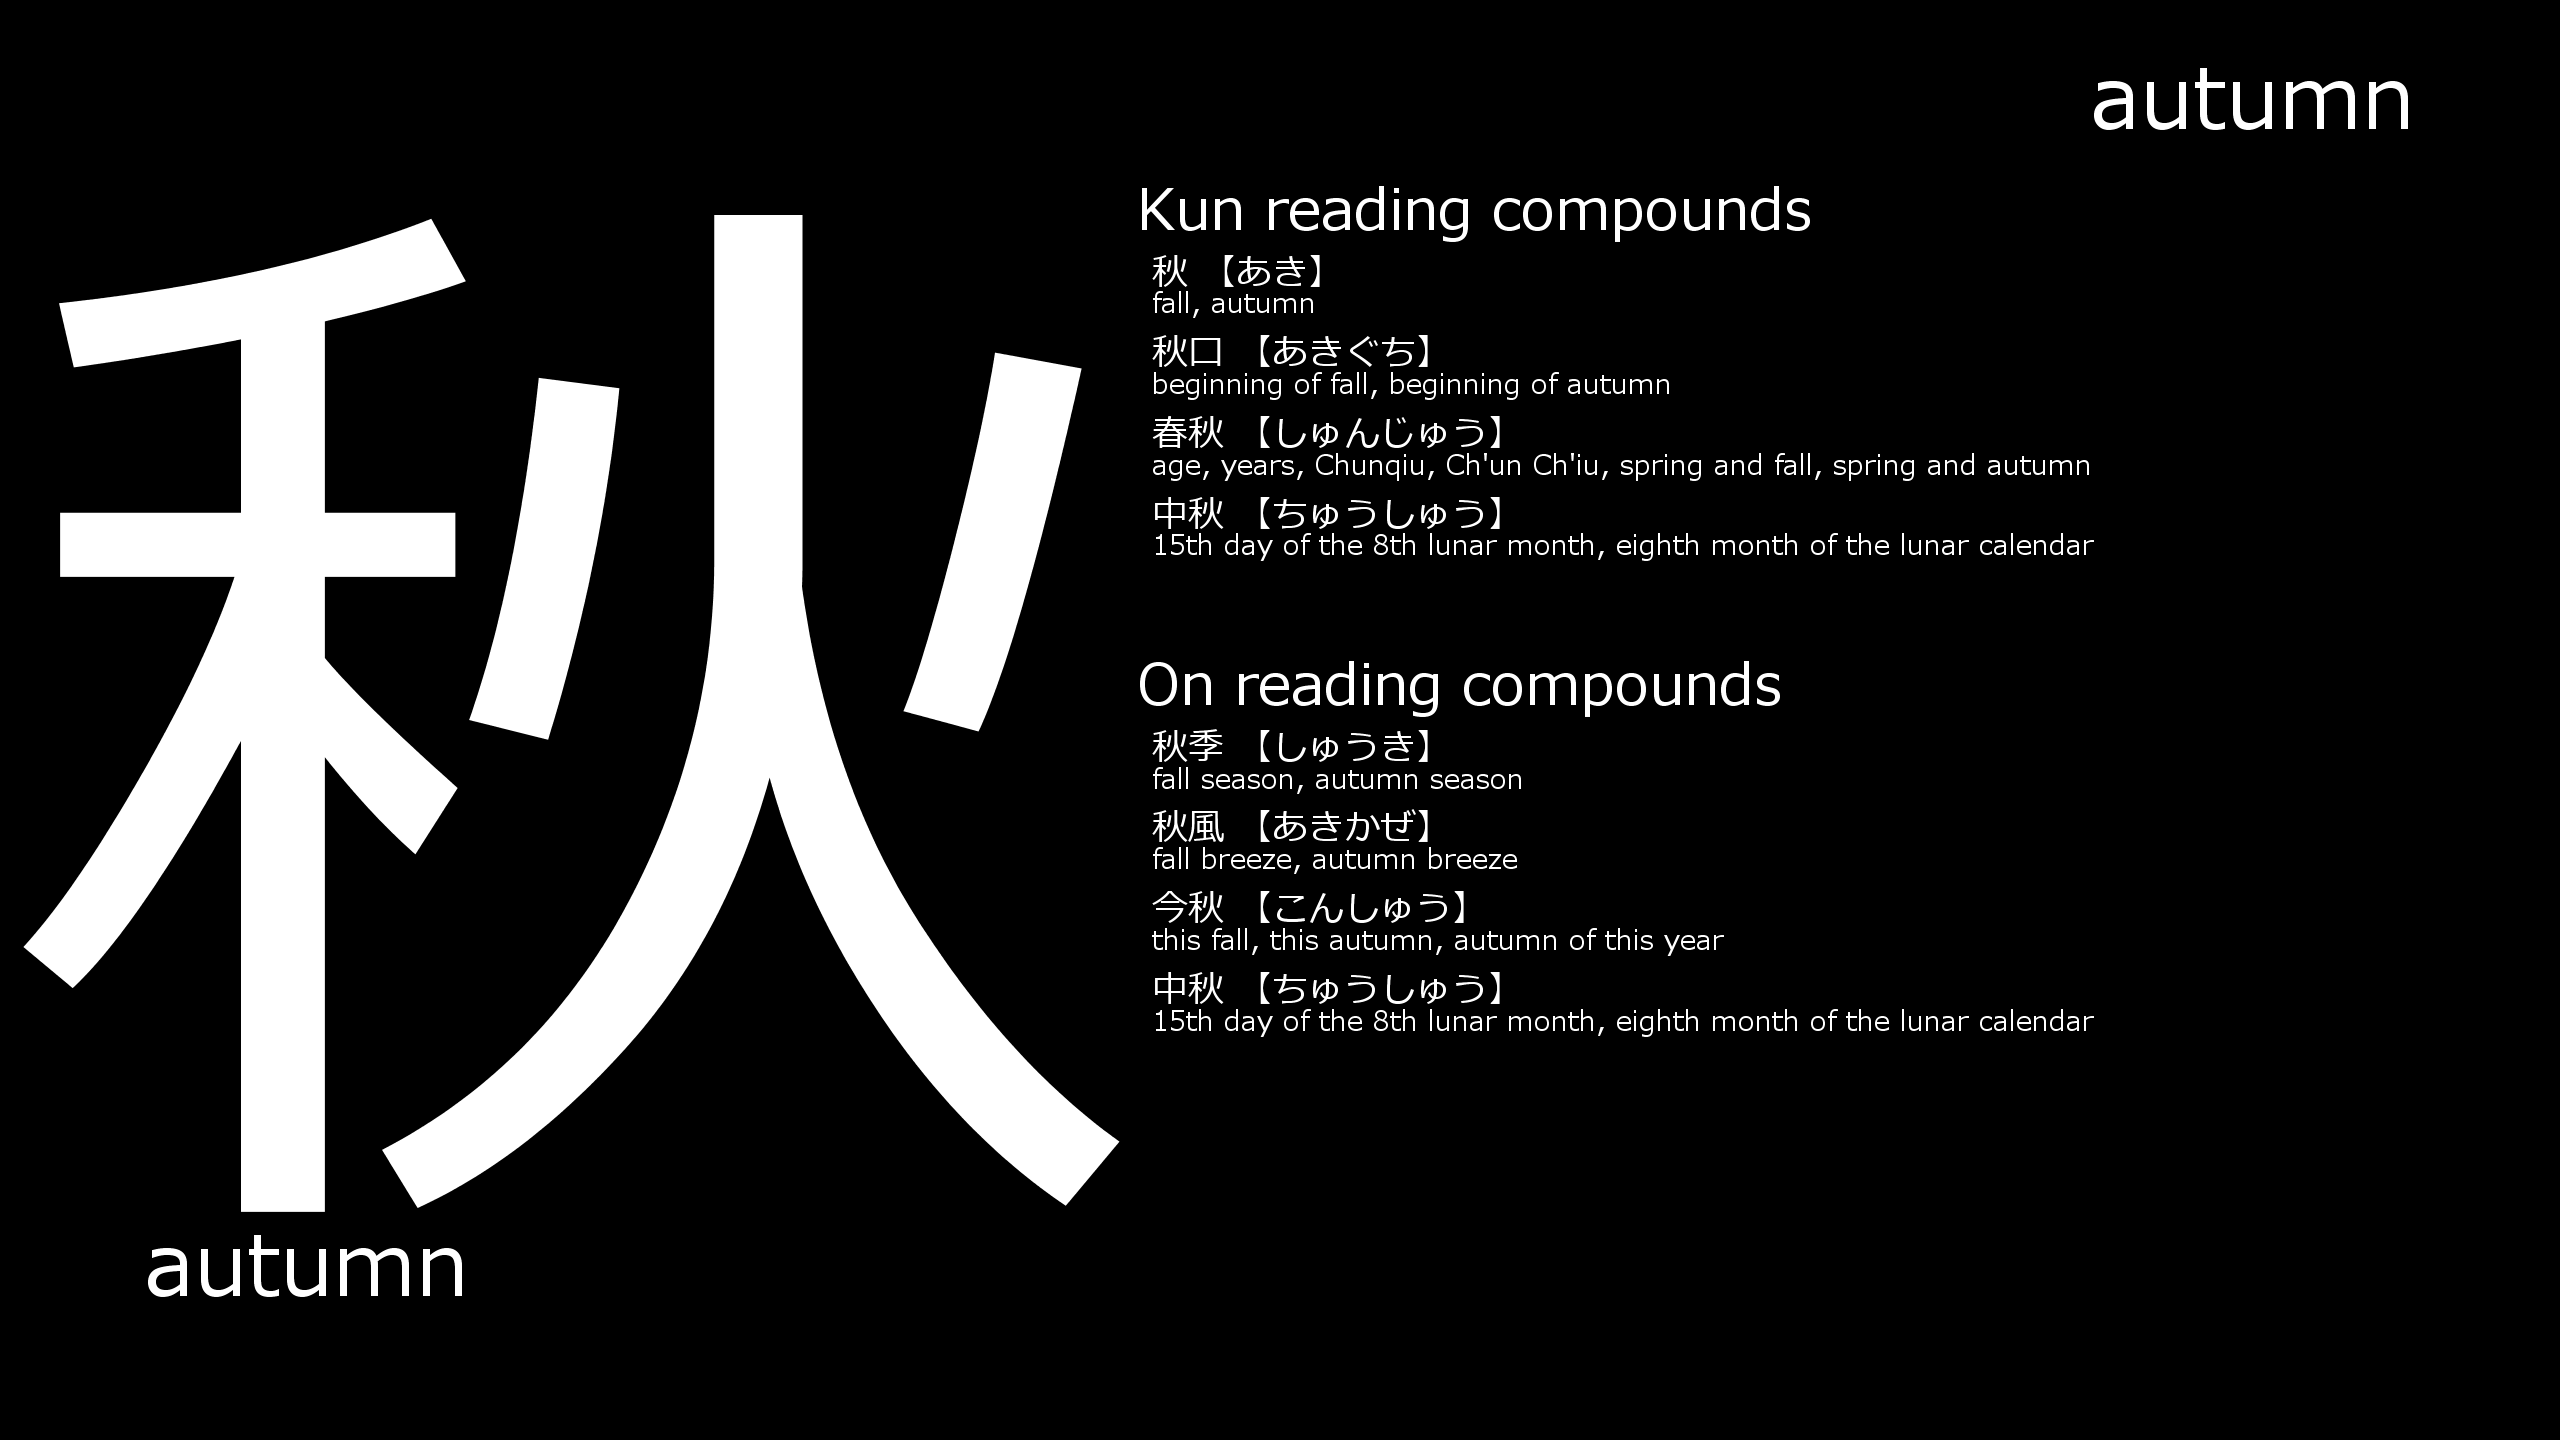 autumn
秋
autumn
Kun reading compounds
秋 【あき】
fall, autumn
秋口 【あきぐち】
beginning of fall, beginning of autumn
春秋 【しゅんじゅう】
age, years, Chunqiu, Ch'un Ch'iu, spring and fall, spring and autumn
中秋 【ちゅうしゅう】
15th day of the 8th lunar month, eighth month of the lunar calendar
On reading compounds
秋季 【しゅうき】
fall season, autumn season
秋風 【あきかぜ】
fall breeze, autumn breeze
今秋 【こんしゅう】
this fall, this autumn, autumn of this year
中秋 【ちゅうしゅう】
15th day of the 8th lunar month, eighth month of the lunar calendar